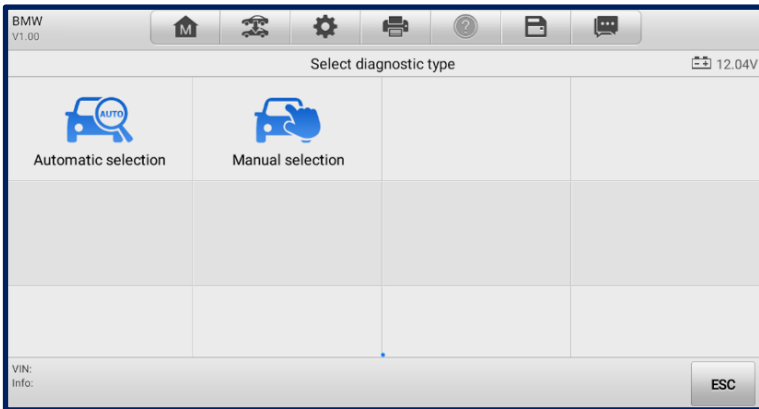 BMW
V1.00
M
?
Select diagnostic type
12.04V
AUTO
Automatic selection
Manual selection
VIN:
Info:
ESC